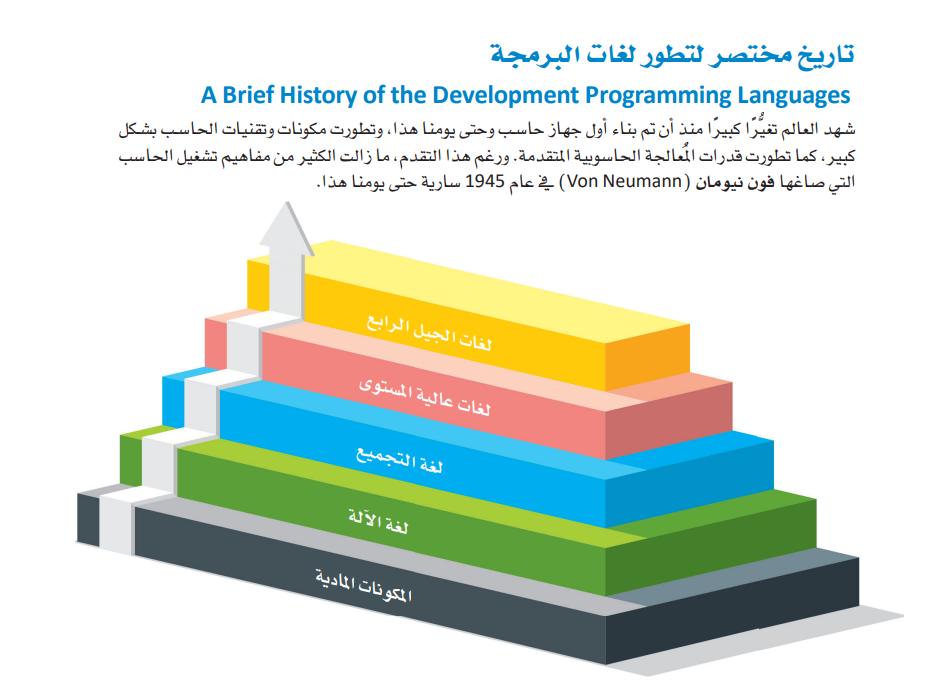 تاريخ مختصر لتطور لغات البرمجة
A Brief History of the Development Programming Languages
شهد العالم تغيُّرًا كبيرًا منذ أن تم بناء أول جهاز حاسب وحتى يومنا هذا، وتطورت مكونات وتقنيات الحاسب بشكل
كبير، كما تطورت قدرات المُعالجة الحاسوبية المتقدمة. ورغم هذا التقدم، ما زالت الكثير من مفاهيم تشغيل الحاسب
التي صاغها فون نيومان (Von Neumann) في عام 1945 سارية حتى يومنا هذا.
لغات الجيل الرابع
لغات عالية المستوى
لغة التجميع
لغة الآلة
المكونات المادية